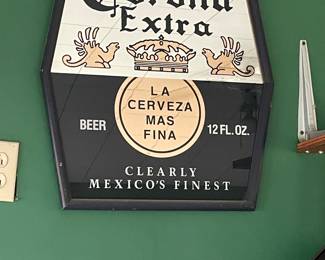 Corona
Extra
LA
CERVEZA
MAS
FINA
BEER
12 FL. OZ.
CLEARLY
MEXICO'S FINEST